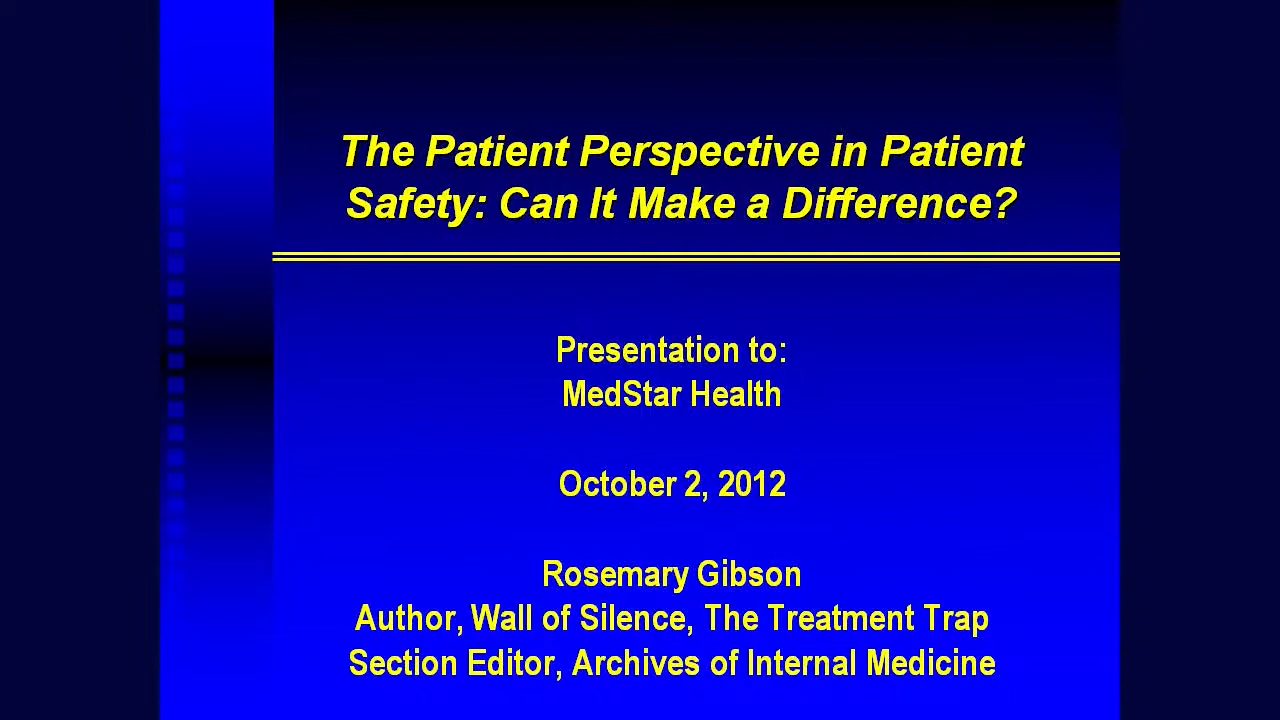 The Patient Perspective in Patient
Safety: Can It Make a Difference?
Presentation to:
MedStar Health
October 2, 2012
Rosemary Gibson
Author, Wall of Silence, The Treatment Trap
Section Editor, Archives of Internal Medicine